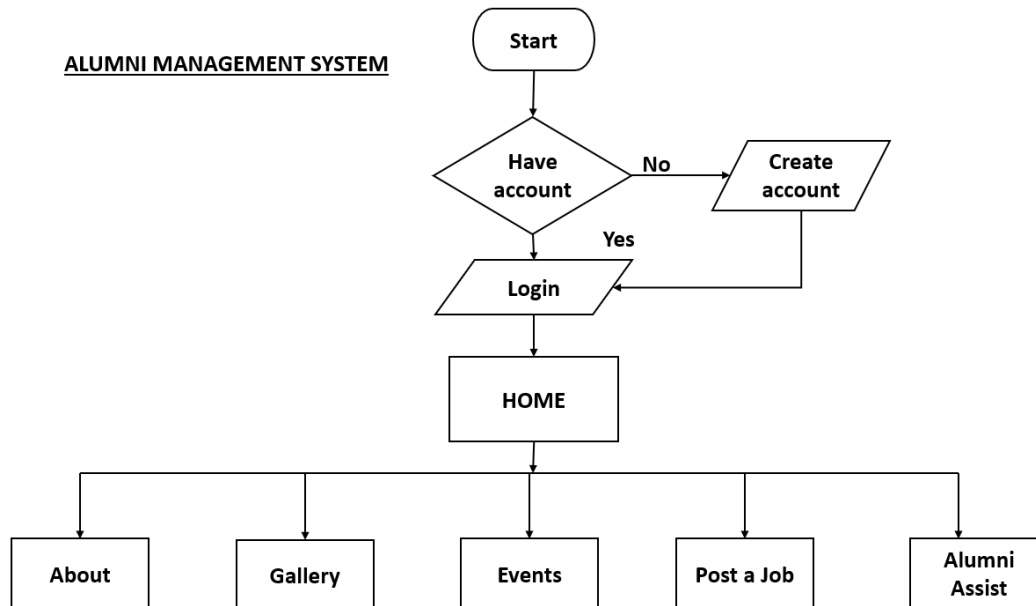 Start
ALUMNI MANAGEMENT SYSTEM
Have
account
No
Create
account
Yes
Login
HOME
About
Gallery
Events
Post a Job
Alumni
Assist